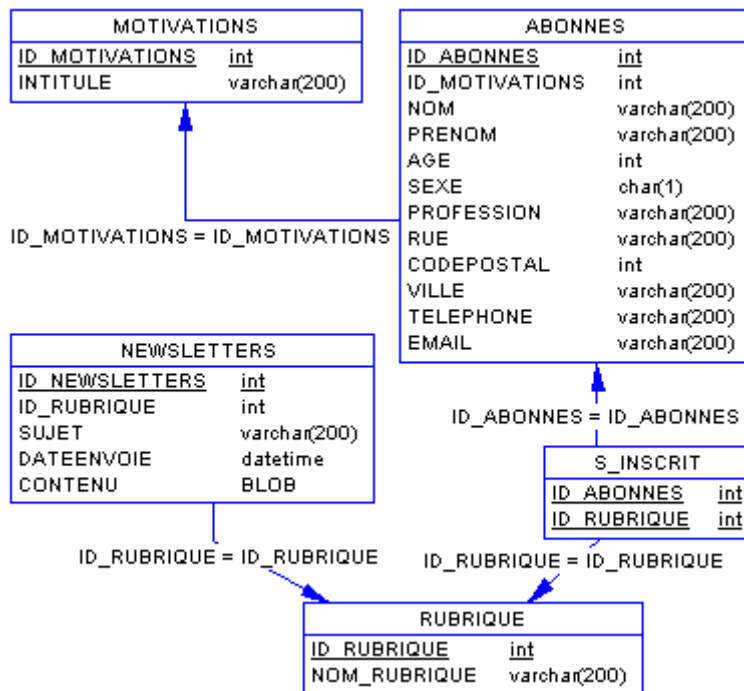 MOTIVATIONS
ID_MOTIVATIONS int
INTITULE varchar(200)
ABONNES
ID_ABONNES int
ID_MOTIVATIONS int
NOM varchar(200)
PRENOM varchar(200)
AGE int
SEXE char(1)
PROFESSION varchar(200)
RUE varchar(200)
CODEPOSTAL int
VILLE varchar(200)
TELEPHONE varchar(200)
EMAIL varchar(200)
ID_MOTIVATIONS = ID_MOTIVATIONS
NEWSLETTERS
ID_NEWSLETTERS int
ID_RUBRIQUE int
SUJET varchar(200)
DATEENVOIE datetime
CONTENU BLOB
ID_ABONNES = ID_ABONNES
S_INSCRIT
ID_ABONNES int
ID_RUBRIQUE int
ID_RUBRIQUE = ID_RUBRIQUE
ID_RUBRIQUE = ID_RUBRIQUE
RUBRIQUE
ID_RUBRIQUE int
NOM_RUBRIQUE varchar(200)